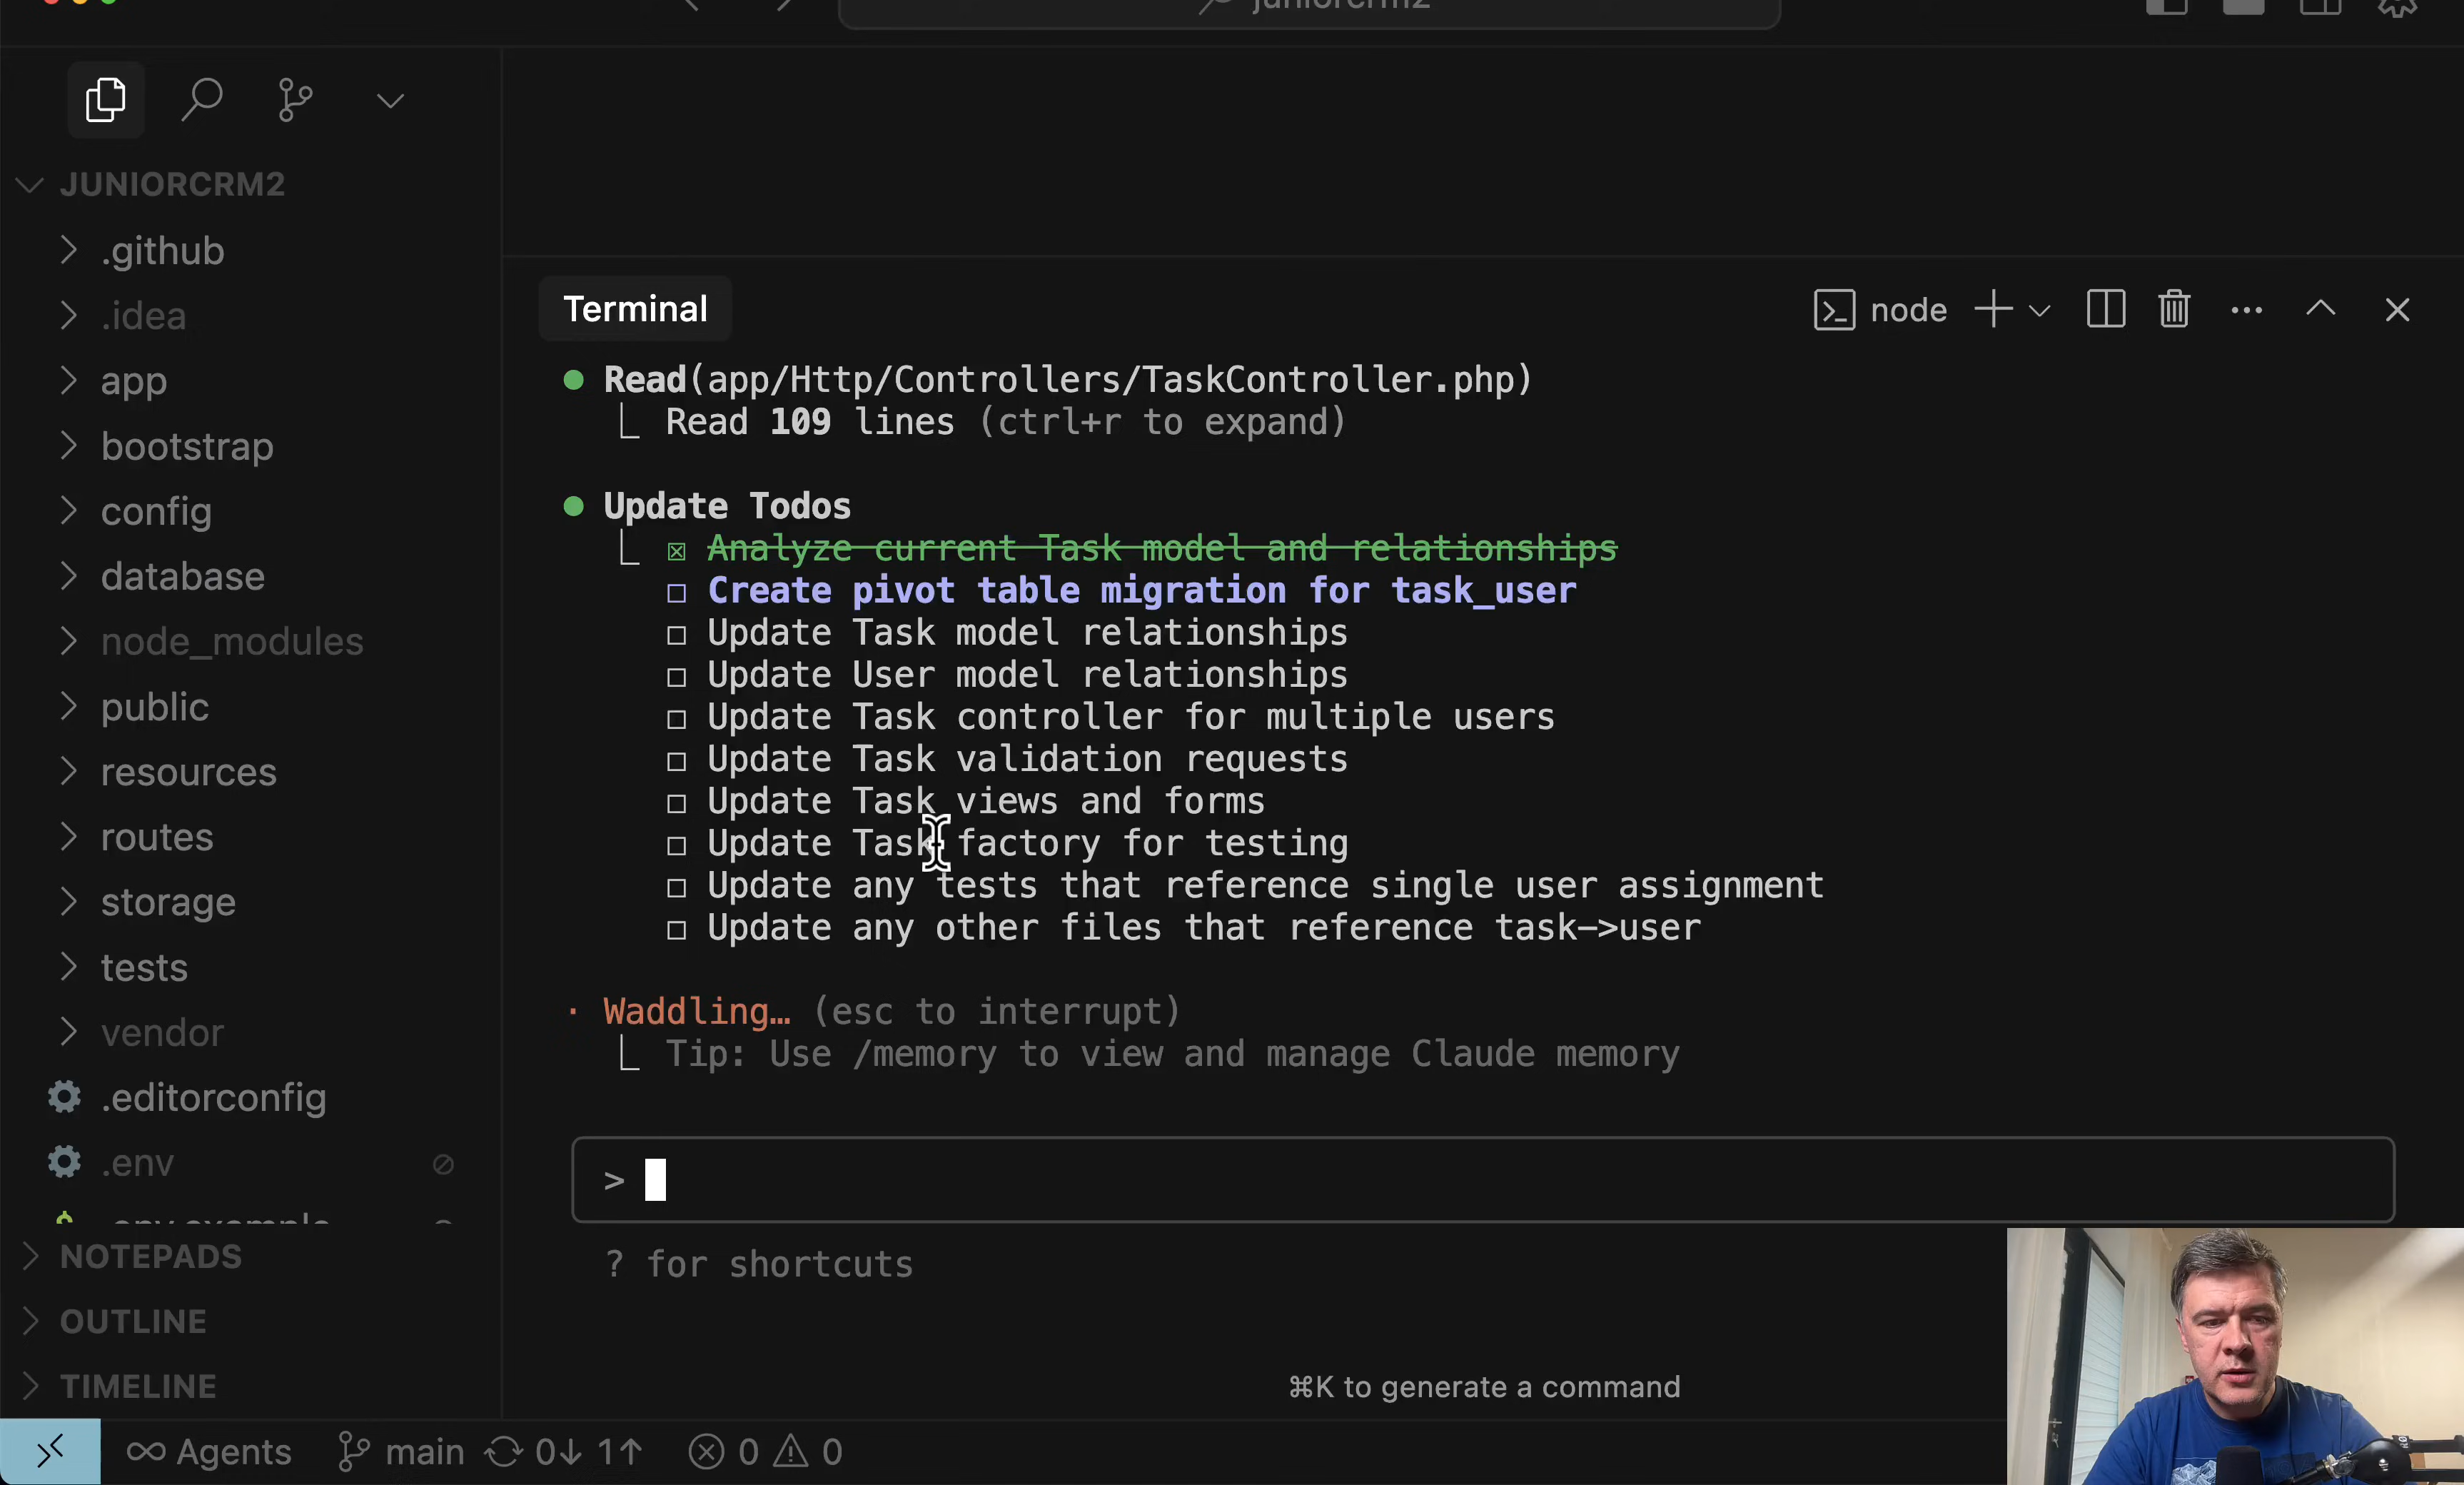 juniorcrm2
JUNIORCRM2
.github
.idea
app
bootstrap
config
database
node_modules
public
resources
routes
storage
tests
vendor
.editorconfig
.env
.env.example
NOTEPADS
OUTLINE
TIMELINE
Terminal
node
Read(app/Http/Controllers/TaskController.php)
Read 109 lines (ctrl+r to expand)
Update Todos
☒ Analyze current Task model and relationships
☐ Create pivot table migration for task_user
☐ Update Task model relationships
☐ Update User model relationships
☐ Update Task controller for multiple users
☐ Update Task validation requests
☐ Update Task views and forms
☐ Update Task factory for testing
☐ Update any tests that reference single user assignment
☐ Update any other files that reference task->user
· Waddling… (esc to interrupt)
Tip: Use /memory to view and manage Claude memory
>
? for shortcuts
⌘K to generate a command
Agents main 0↓ 1↑ 0 0